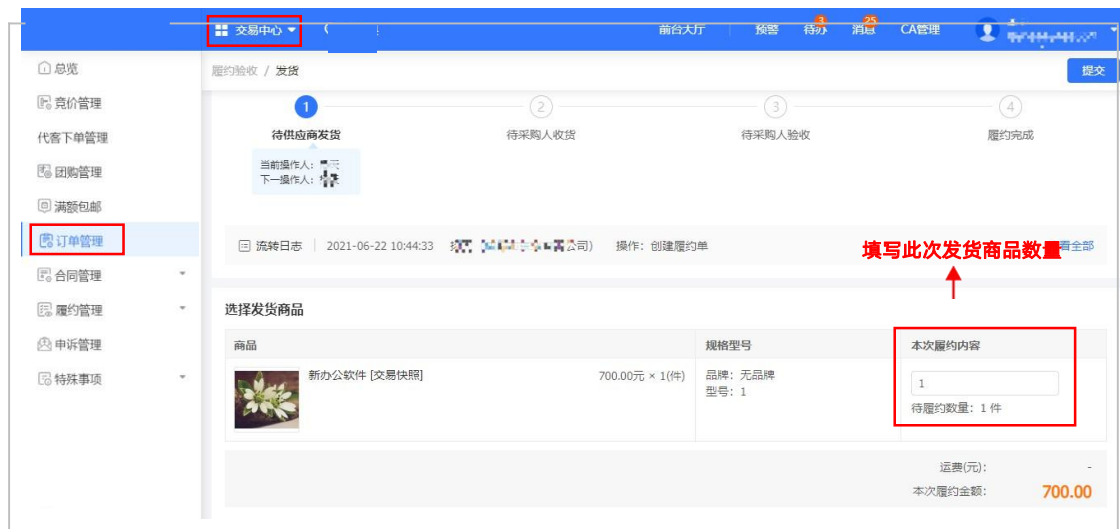 交易中心
前台大厅 预警 待办 3 消息 25 CA管理
总览
竞价管理
代客下单管理
团购管理
满额包邮
订单管理
合同管理
履约管理
申诉管理
特殊事项
履约验收 / 发货
提交
1 2 3 4
待供应商发货 待采购人收货 待采购人验收 履约完成
当前操作人:
下一操作人:
流转日志 2021-06-22 10:44:33 公司) 操作: 创建履约单 看全部
填写此次发货商品数量
选择发货商品
商品 规格型号 本次履约内容
新办公软件 [交易快照] 700.00元 × 1(件) 品牌: 无品牌
型号: 1
1
待履约数量: 1 件
运费(元): -
本次履约金额: 700.00